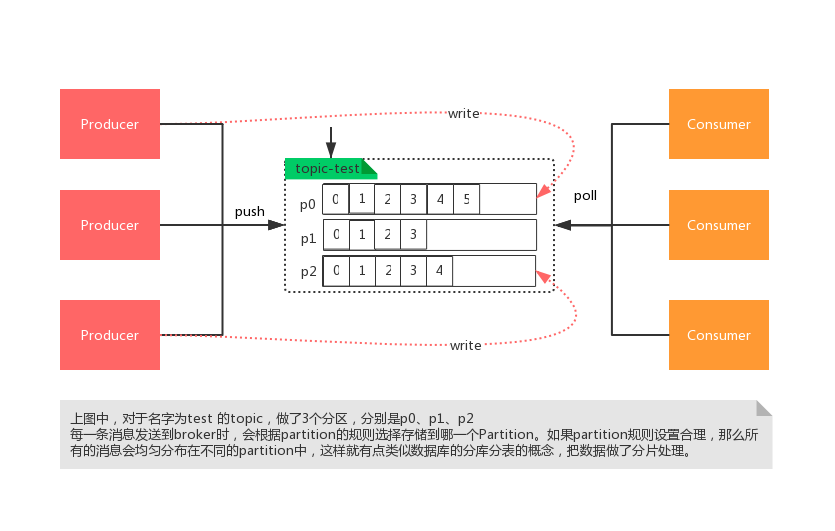 write
Producer
Consumer
topic-test
p0 0 1 2 3 4 5
poll
push
p1 0 1 2 3
Producer
Consumer
p2 0 1 2 3 4
Producer
Consumer
write
上图中，对于名字为test 的topic，做了3个分区，分别是p0、p1、p2
每一条消息发送到broker时，会根据partition的规则选择存储到哪一个Partition。如果partition规则设置合理，那么所
有的消息会均匀分布在不同的partition中，这样就有点类似数据库的分库分表的概念，把数据做了分片处理。